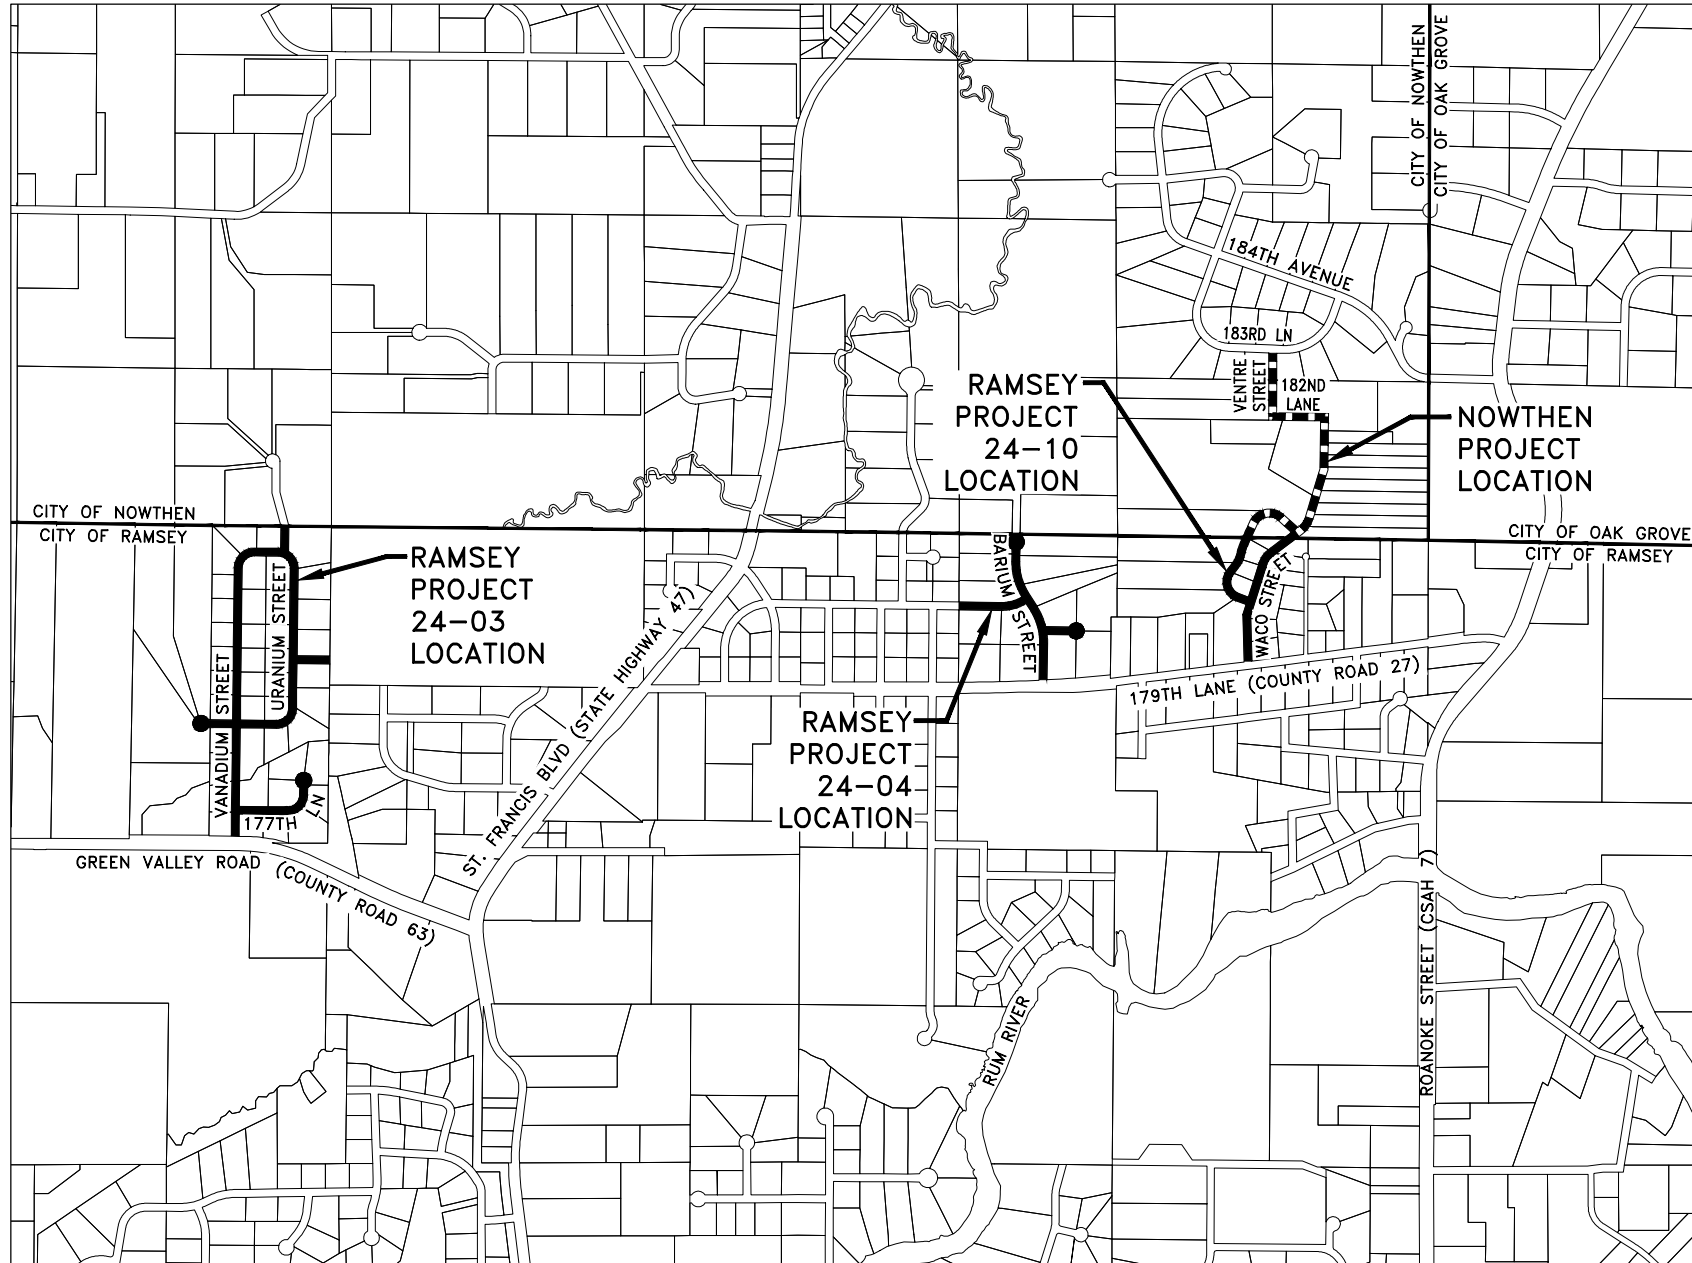 CITY OF NOWTHEN
CITY OF OAK GROVE
184TH AVENUE
183RD LN
VENTRE
STREET
182ND
LANE
RAMSEY
PROJECT
24-10
LOCATION
NOWTHEN
PROJECT
LOCATION
CITY OF NOWTHEN
CITY OF RAMSEY
CITY OF OAK GROVE
CITY OF RAMSEY
RAMSEY
PROJECT
24-03
LOCATION
URANIUM STREET
VANADIUM STREET
177TH LN
BARIUM STREET
WACO STREET
179TH LANE (COUNTY ROAD 27)
ST. FRANCIS BLVD (STATE HIGHWAY 47)
RAMSEY
PROJECT
24-04
LOCATION
GREEN VALLEY ROAD (COUNTY ROAD 63)
RUM RIVER
ROANOKE STREET (CSAH 7)